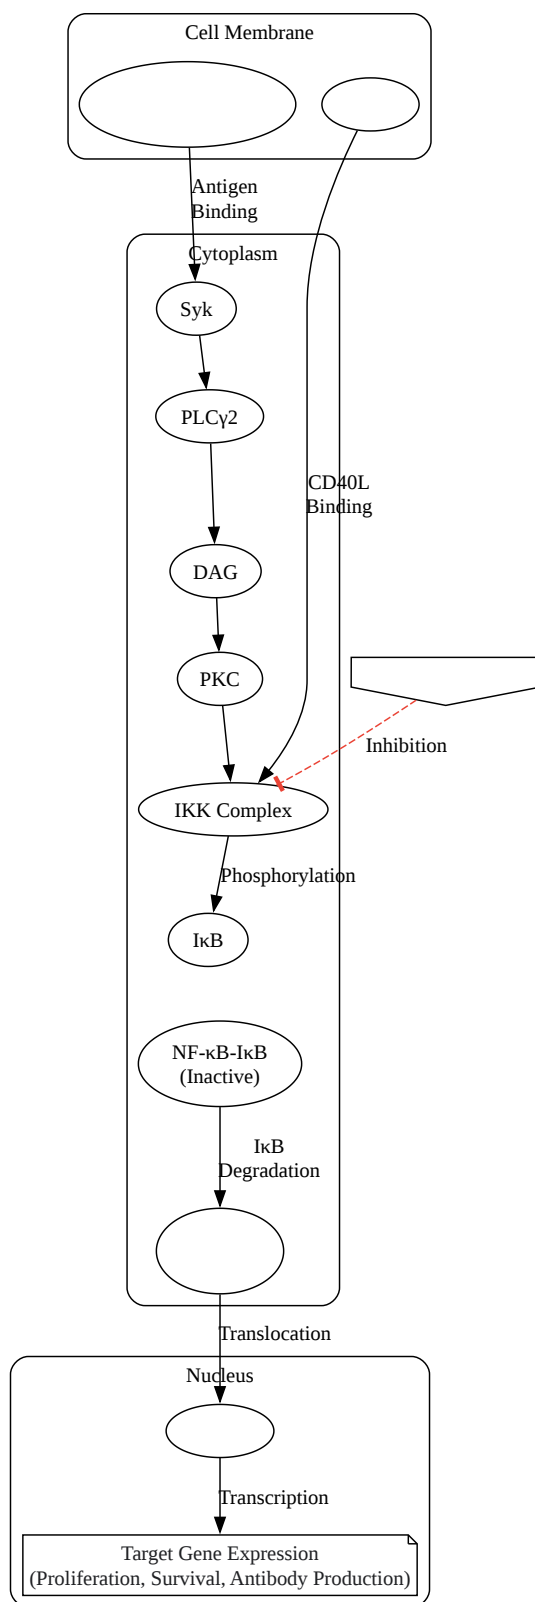 Cell Membrane
Antigen
Binding
Cytoplasm
Syk
PLCγ2
CD40L
Binding
DAG
PKC
Inhibition
IKK Complex
Phosphorylation
IκB
NF-κB-IκB
(Inactive)
IκB
Degradation
Translocation
Nucleus
Transcription
Target Gene Expression
(Proliferation, Survival, Antibody Production)